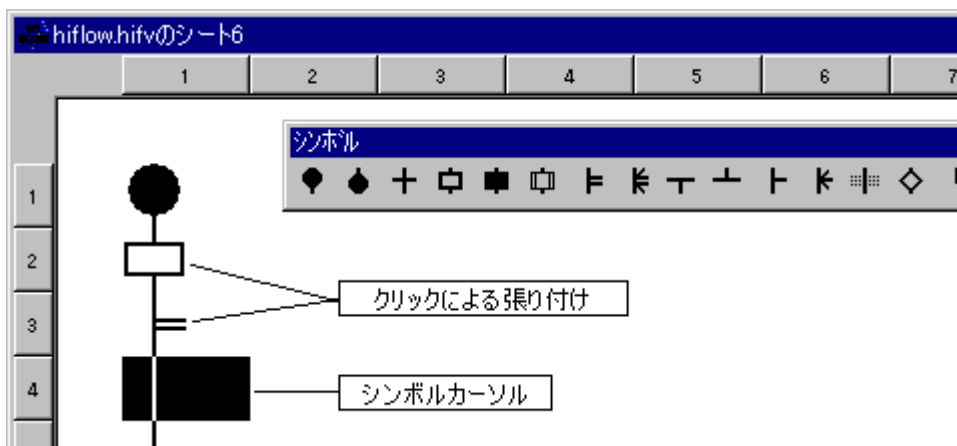 hiflow.hifvのシート6
1 2 3 4 5 6 7
シンボル
1
2
クリックによる張り付け
3
4
シンボルカーソル